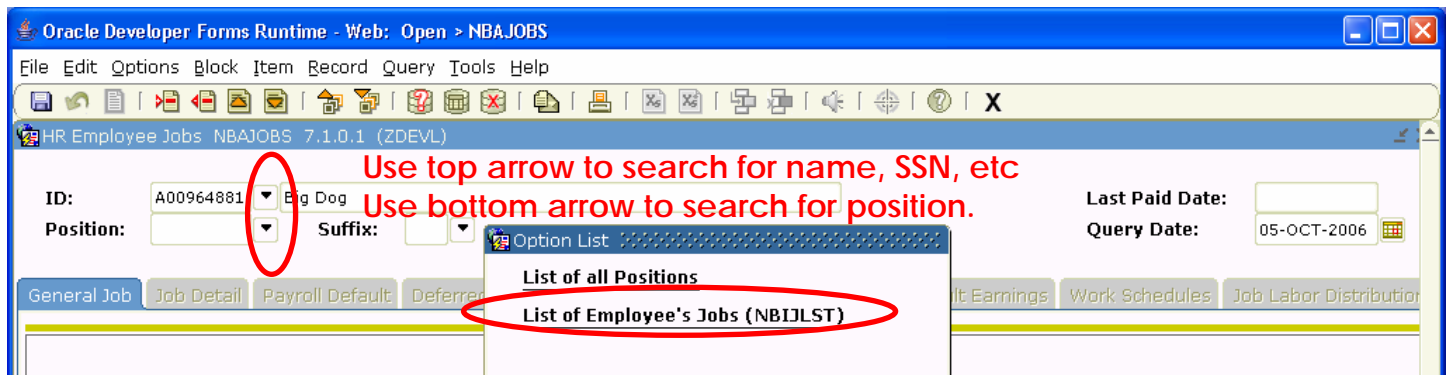 Oracle Developer Forms Runtime - Web: Open > NBAJOBS
File Edit Options Block Item Record Query Tools Help
X
HR Employee Jobs NBAJOBS 7.1.0.1 (ZDEVL)
Use top arrow to search for name, SSN, etc
ID: A00964881 Big Dog Last Paid Date:
Use bottom arrow to search for position.
Position: Suffix: Query Date: 05-OCT-2006
Option List
List of all Positions
General Job Job Detail Payroll Default Earnings Work Schedules Job Labor Distribution
List of Employee's Jobs (NBIJLST)